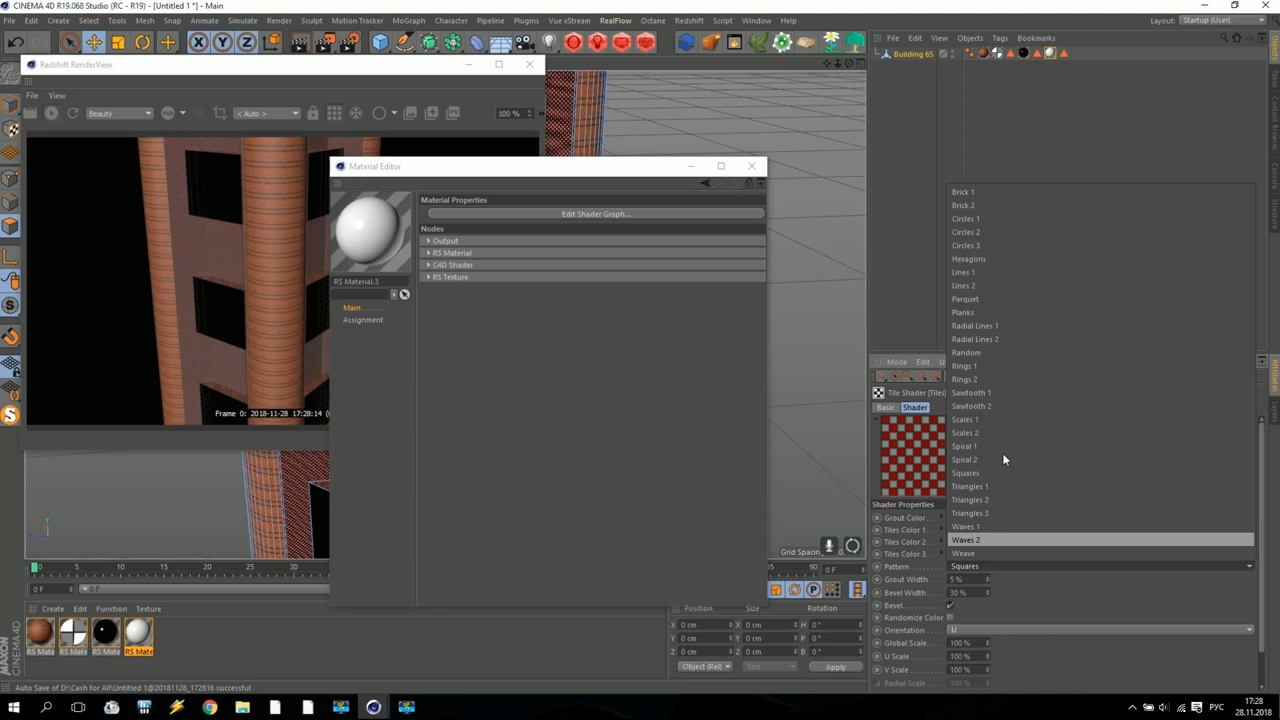 CINEMA 4D R19.068 Studio (RC - R19) - [Untitled 1 *] - Main
File Edit Create Select Tools Mesh Snap Animate Simulate Render Sculpt Motion Tracker MoGraph Character Pipeline Plugins Vue xStream RealFlow Octane Redshift Script Window Help
Layout: Startup (User)
File Edit View Objects Tags Bookmarks
Building 65
Redshift RenderView
File View
Beauty
< Auto >
100 %
Frame 0: 2018-11-28 17:28:14
Material Editor
RS Material.3
Main
Assignment
Material Properties
Edit Shader Graph...
Nodes
Output
RS Material
C4D Shader
RS Texture
Brick 1
Brick 2
Circles 1
Circles 2
Circles 3
Hexagons
Lines 1
Lines 2
Parquet
Planks
Radial Lines 1
Radial Lines 2
Random
Rings 1
Rings 2
Sawtooth 1
Sawtooth 2
Scales 1
Scales 2
Spiral 1
Spiral 2
Squares
Triangles 1
Triangles 2
Triangles 3
Waves 1
Waves 2
Weave
Mode Edit
Tile Shader [Tiles]
Basic Shader
Shader Properties
Grout Color
Tiles Color 1
Tiles Color 2
Tiles Color 3
Pattern Squares
Grout Width 5 %
Bevel Width 30 %
Bevel
Randomize Color
Orientation U
Global Scale 100 %
U Scale 100 %
V Scale 100 %
Radial Scale 100 %
Objects
Attributes
Grid Spacing
0 5 10 15 20 25 30
85 90 0 F
0 F 0 F
Create Edit Function Texture
RS Mate RS Mate RS Mate RS Mate
Position Size Rotation
X 0 cm X 0 cm H 0 °
Y 0 cm Y 0 cm P 0 °
Z 0 cm Z 0 cm B 0 °
Object (Rel) Size Apply
MAXON
CINEMA 4D
Auto Save of D:\Cash for All\Untitled 1@20181128_172816 successful
РУС
17:28
28.11.2018